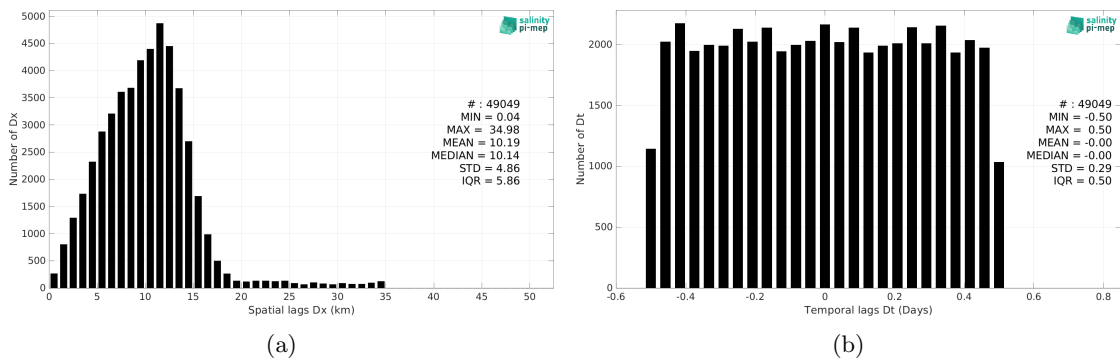 5000
4500
4000
3500
3000
2500
2000
1500
1000
500
0
Number of Dx
0 5 10 15 20 25 30 35 40 45 50
Spatial lags Dx (km)
salinity
pi-mep
# : 49049
MIN = 0.04
MAX = 34.98
MEAN = 10.19
MEDIAN = 10.14
STD = 4.86
IQR = 5.86
(a)
2000
1500
1000
500
0
Number of Dt
-0.6 -0.4 -0.2 0 0.2 0.4 0.6 0.8
Temporal lags Dt (Days)
salinity
pi-mep
# : 49049
MIN = -0.50
MAX = 0.50
MEAN = -0.00
MEDIAN = -0.00
STD = 0.29
IQR = 0.50
(b)